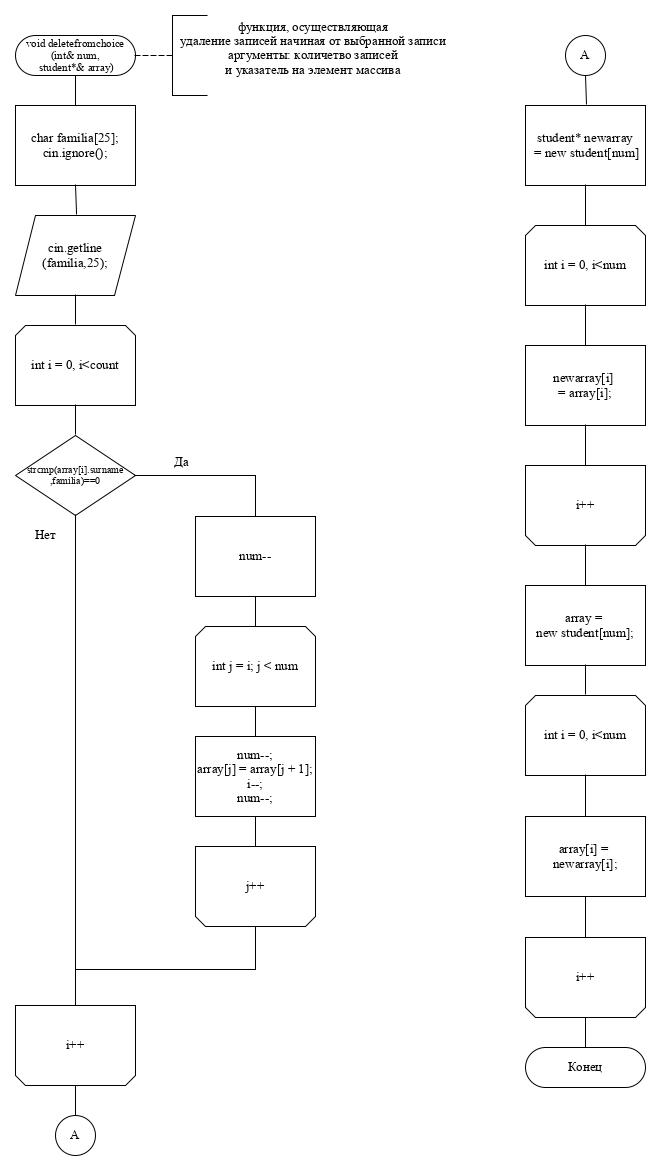 void deletefromchoice
(int& num,
student*& array)
функция, осуществляющая
удаление записей начиная от выбранной записи
аргументы: количетво записей
и указатель на элемент массива
char familia[25];
cin.ignore();
cin.getline
(familia,25);
int i = 0, i<count
strcmp(array[i].surname
,familia)==0
Да
Нет
num--
int j = i; j < num
num--;
array[j] = array[j + 1];
i--;
num--;
j++
i++
A
A
student* newarray
= new student[num]
int i = 0, i<num
newarray[i]
= array[i];
i++
array =
new student[num];
int i = 0, i<num
array[i] =
newarray[i];
i++
Конец